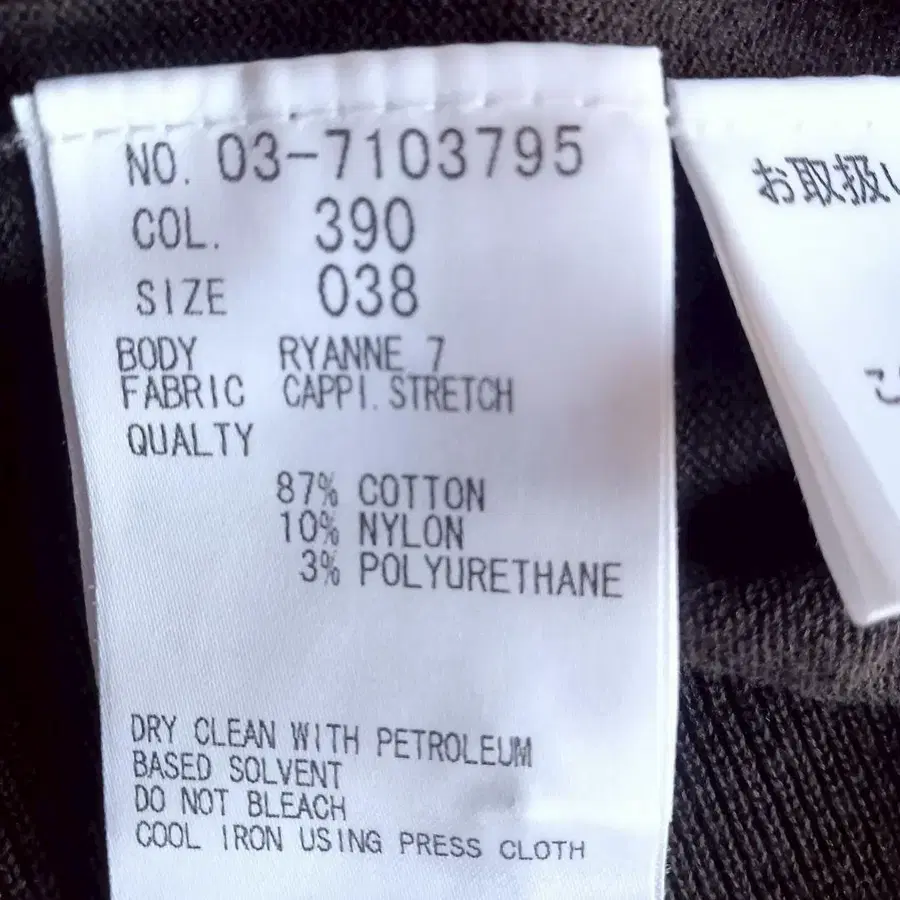 NO. 03-7103795
COL. 390
SIZE 038
BODY RYANNE 7
FABRIC CAPPI.STRETCH
QUALTY
87% COTTON
10% NYLON
3% POLYURETHANE
DRY CLEAN WITH PETROLEUM
BASED SOLVENT
DO NOT BLEACH
COOL IRON USING PRESS CLOTH
お取扱い
こ